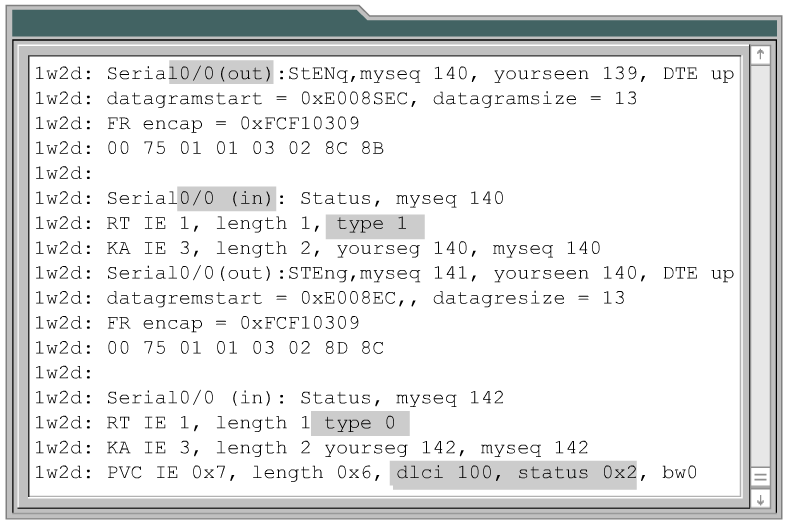 1w2d: Serial0/0(out):StENq,myseq 140, yourseen 139, DTE up
1w2d: datagramstart = 0xE008SEC, datagramsize = 13
1w2d: FR encap = 0xFCF10309
1w2d: 00 75 01 01 03 02 8C 8B
1w2d:
1w2d: Serial0/0 (in): Status, myseq 140
1w2d: RT IE 1, length 1, type 1
1w2d: KA IE 3, length 2, yourseg 140, myseq 140
1w2d: Serial0/0(out):STEng,myseq 141, yourseen 140, DTE up
1w2d: datagremstart = 0xE008EC,, datagresize = 13
1w2d: FR encap = 0xFCF10309
1w2d: 00 75 01 01 03 02 8D 8C
1w2d:
1w2d: Serial0/0 (in): Status, myseq 142
1w2d: RT IE 1, length 1 type 0
1w2d: KA IE 3, length 2 yourseg 142, myseq 142
1w2d: PVC IE 0x7, length 0x6, dlci 100, status 0x2, bw0